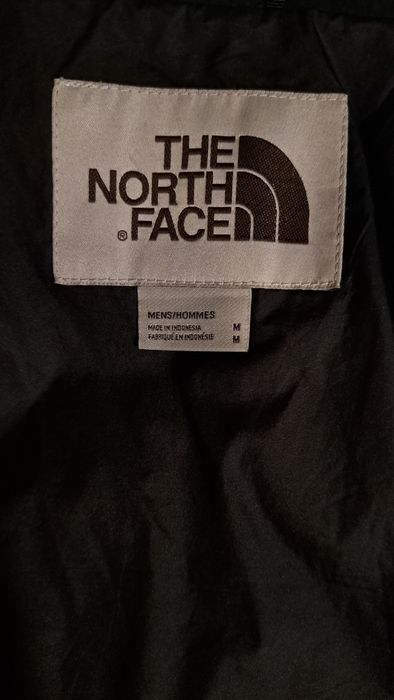 THE
NORTH
® FACE
MENS/HOMMES
MADE IN INDONESIA M
FABRIQUÉ EN INDONÉSIE M